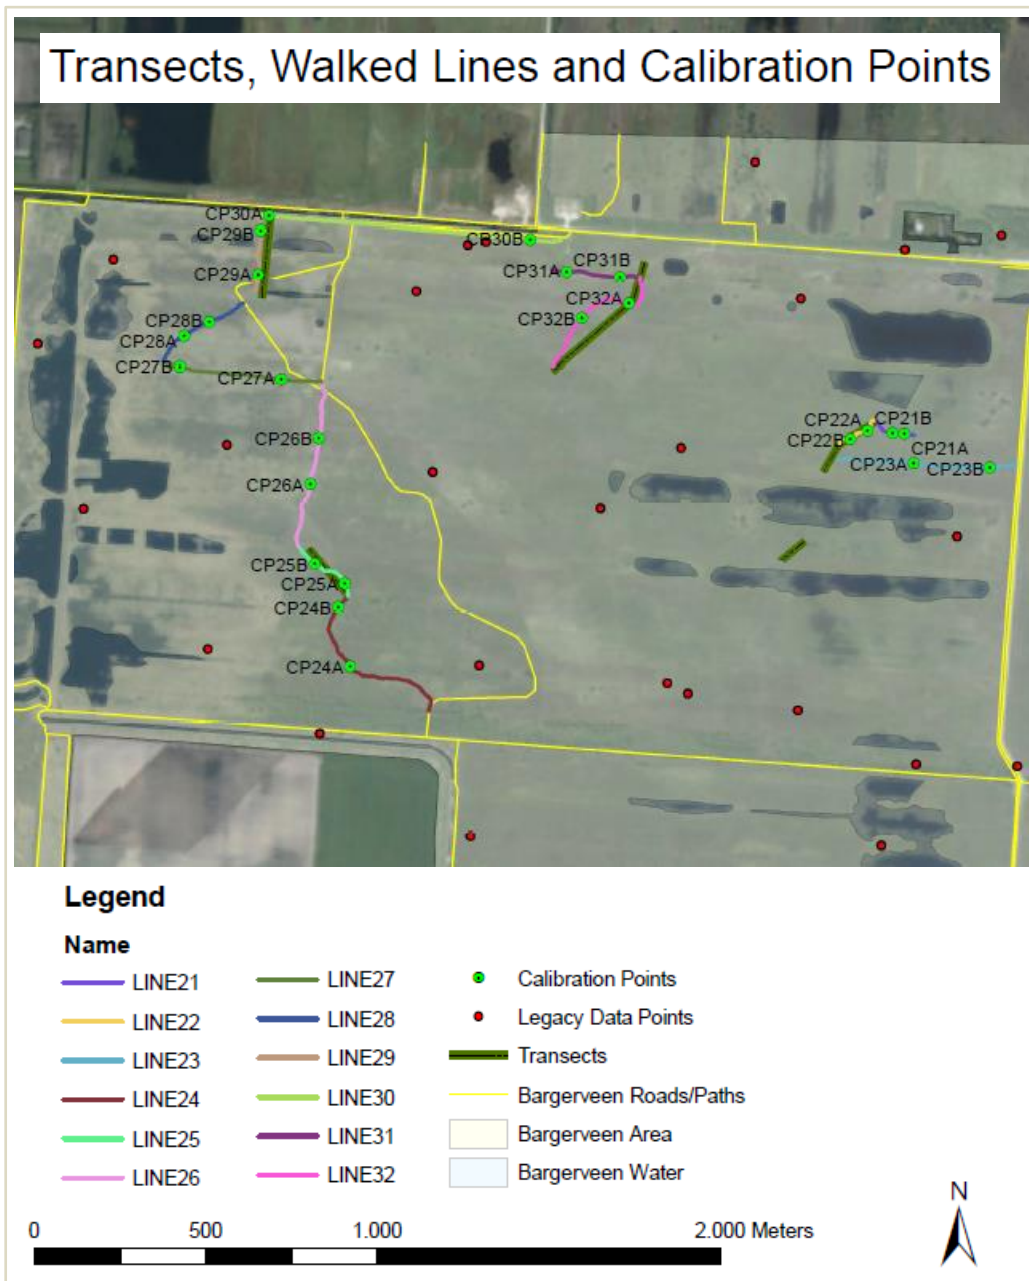 Transects, Walked Lines and Calibration Points
CP30A
CP29B
CP30B
CP29A
CP31A
CP31B
CP32A
CP32B
CP28B
CP28A
CP27B
CP27A
CP26B
CP26A
CP25B
CP25A
CP24B
CP24A
CP22A
CP21B
CP22B
CP21A
CP23A
CP23B
Legend
Name
LINE21
LINE22
LINE23
LINE24
LINE25
LINE26
LINE27
LINE28
LINE29
LINE30
LINE31
LINE32
Calibration Points
Legacy Data Points
Transects
Bargerveen Roads/Paths
Bargerveen Area
Bargerveen Water
0 500 1.000 2.000 Meters
N